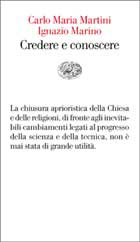 Carlo Maria Martini
Ignazio Marino
Credere e conoscere
La chiusura aprioristica della Chiesa
e delle religioni, di fronte agli inevita-
bili cambiamenti legati al progresso
della scienza e della tecnica, non è
mai stata di grande utilità.